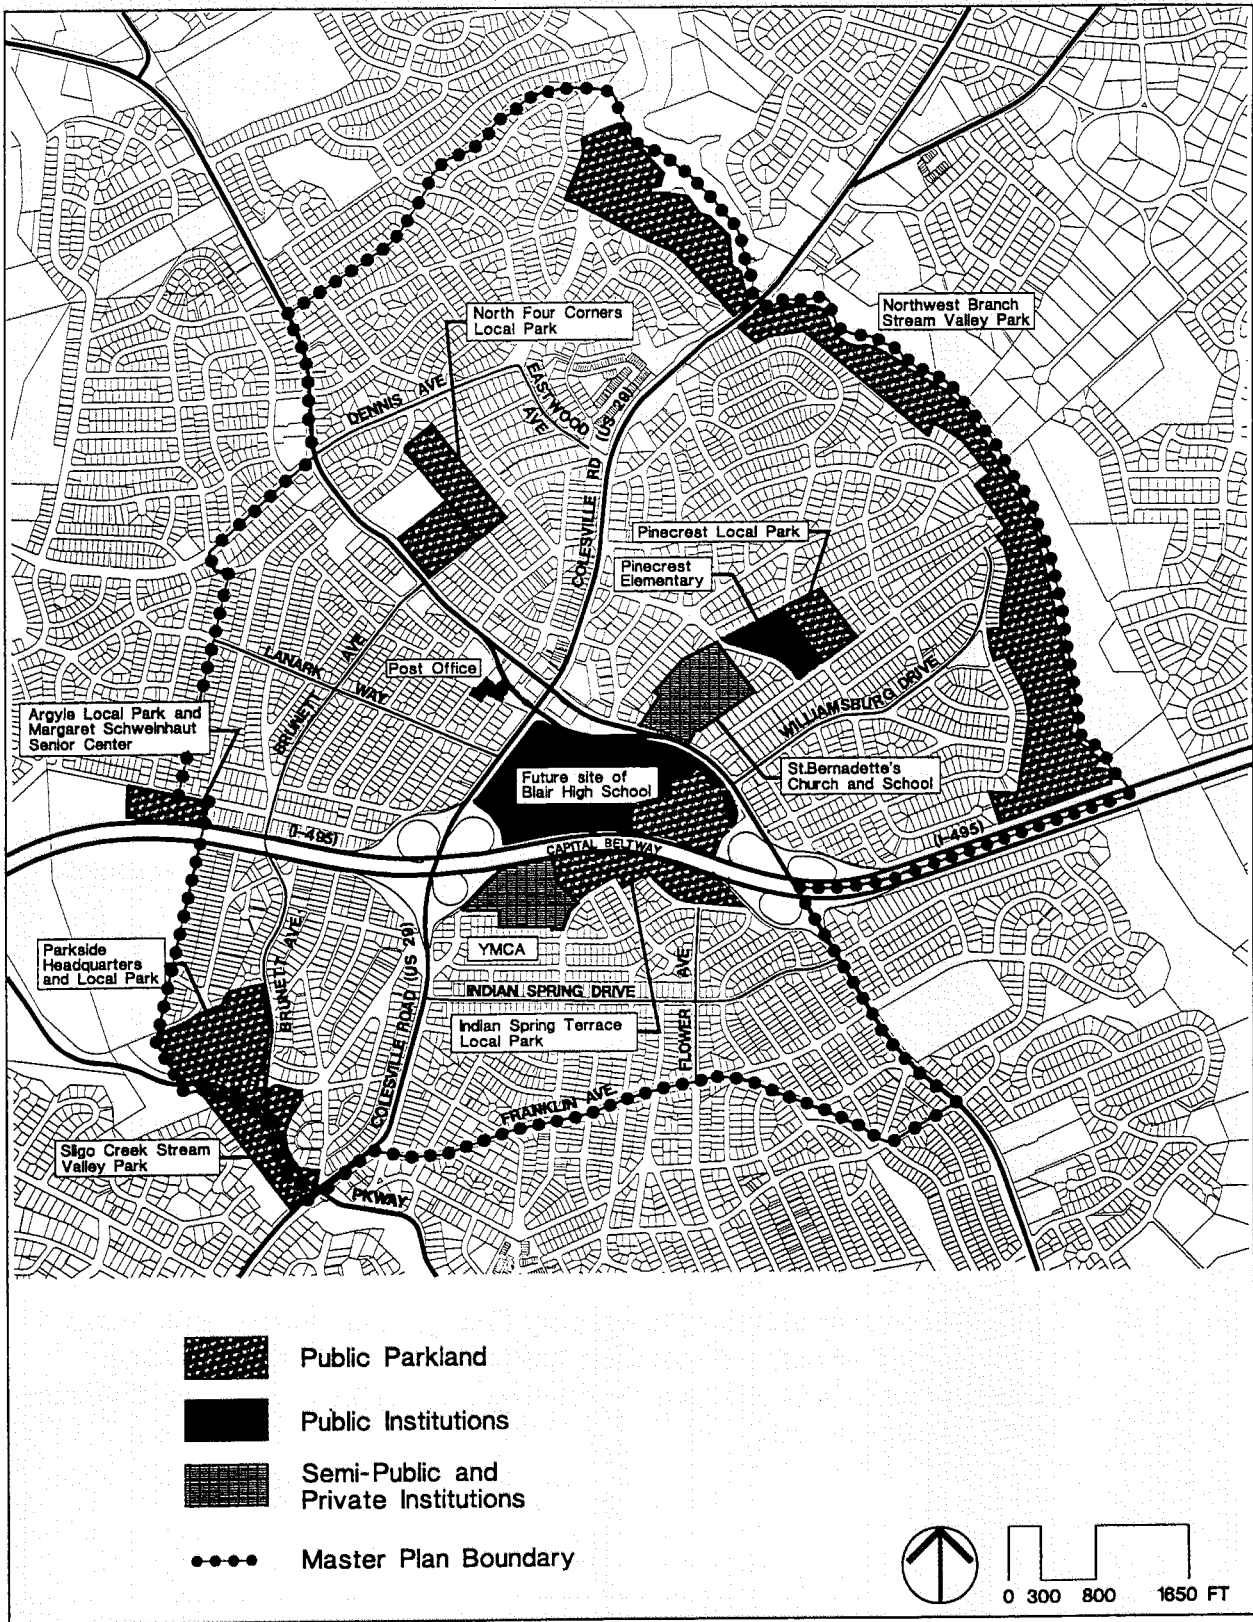 Northwest Branch
Stream Valley Park
North Four Corners
Local Park
DENNIS AVE
EASTWOOD
AVE
(US 29)
COLESVILLE RD
Pinecrest Local Park
Pinecrest
Elementary
LANARK WAY
BRUNETT AVE
Post Office
WILLIAMSBURG DRIVE
Argyle Local Park and
Margaret Schweinhaut
Senior Center
Future site of
Blair High School
St.Bernadette's
Church and School
(I-495)
(I-495)
CAPITAL BELTWAY
Parkside
Headquarters
and Local Park
BRUNETT AVE
COLESVILLE ROAD (US 29)
YMCA
FLOWER AVE
INDIAN SPRING DRIVE
Indian Spring Terrace
Local Park
FRANKLIN AVE
Sligo Creek Stream
Valley Park
PKWAY
Public Parkland
Public Institutions
Semi-Public and
Private Institutions
Master Plan Boundary
0 300 800 1650 FT